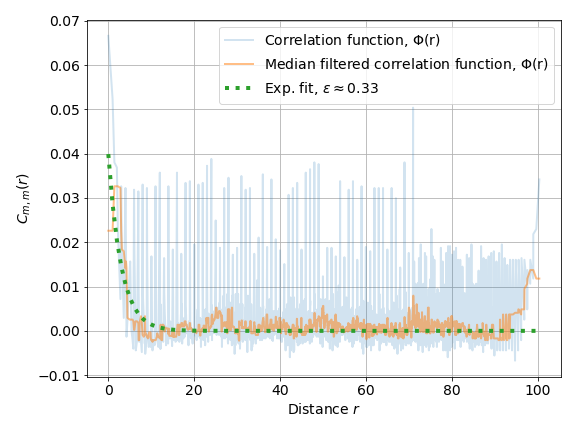 0.07
0.06
0.05
0.04
0.03
0.02
0.01
0.00
−0.01
C_{m,m}(r)
Correlation function, Φ(r)
Median filtered correlation function, Φ(r)
Exp. fit, ε ≈ 0.33
0 20 40 60 80 100
Distance r